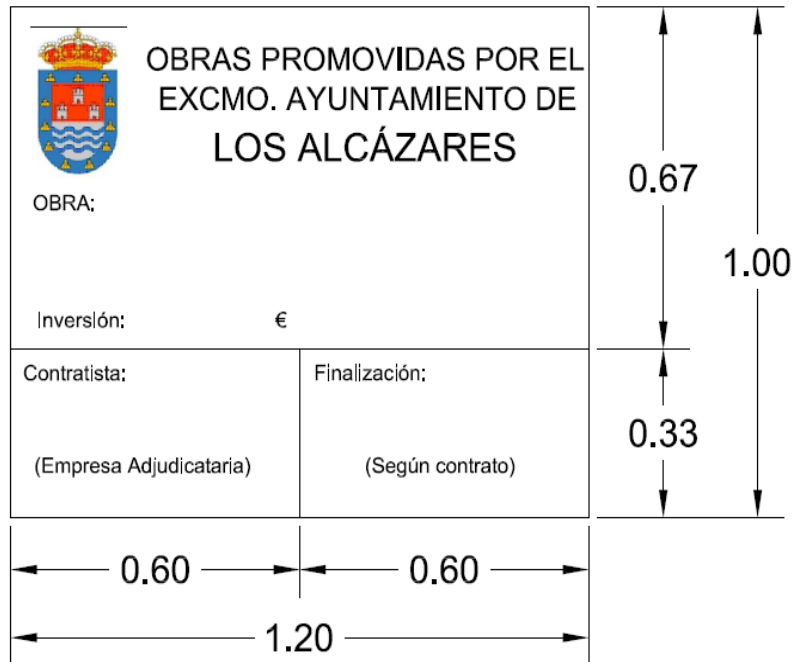 OBRAS PROMOVIDAS POR EL
EXCMO. AYUNTAMIENTO DE
LOS ALCÁZARES
OBRA:
Inversión: €
Contratista:
Finalización:
(Empresa Adjudicataria)
(Según contrato)
0.67
1.00
0.33
0.60
0.60
1.20